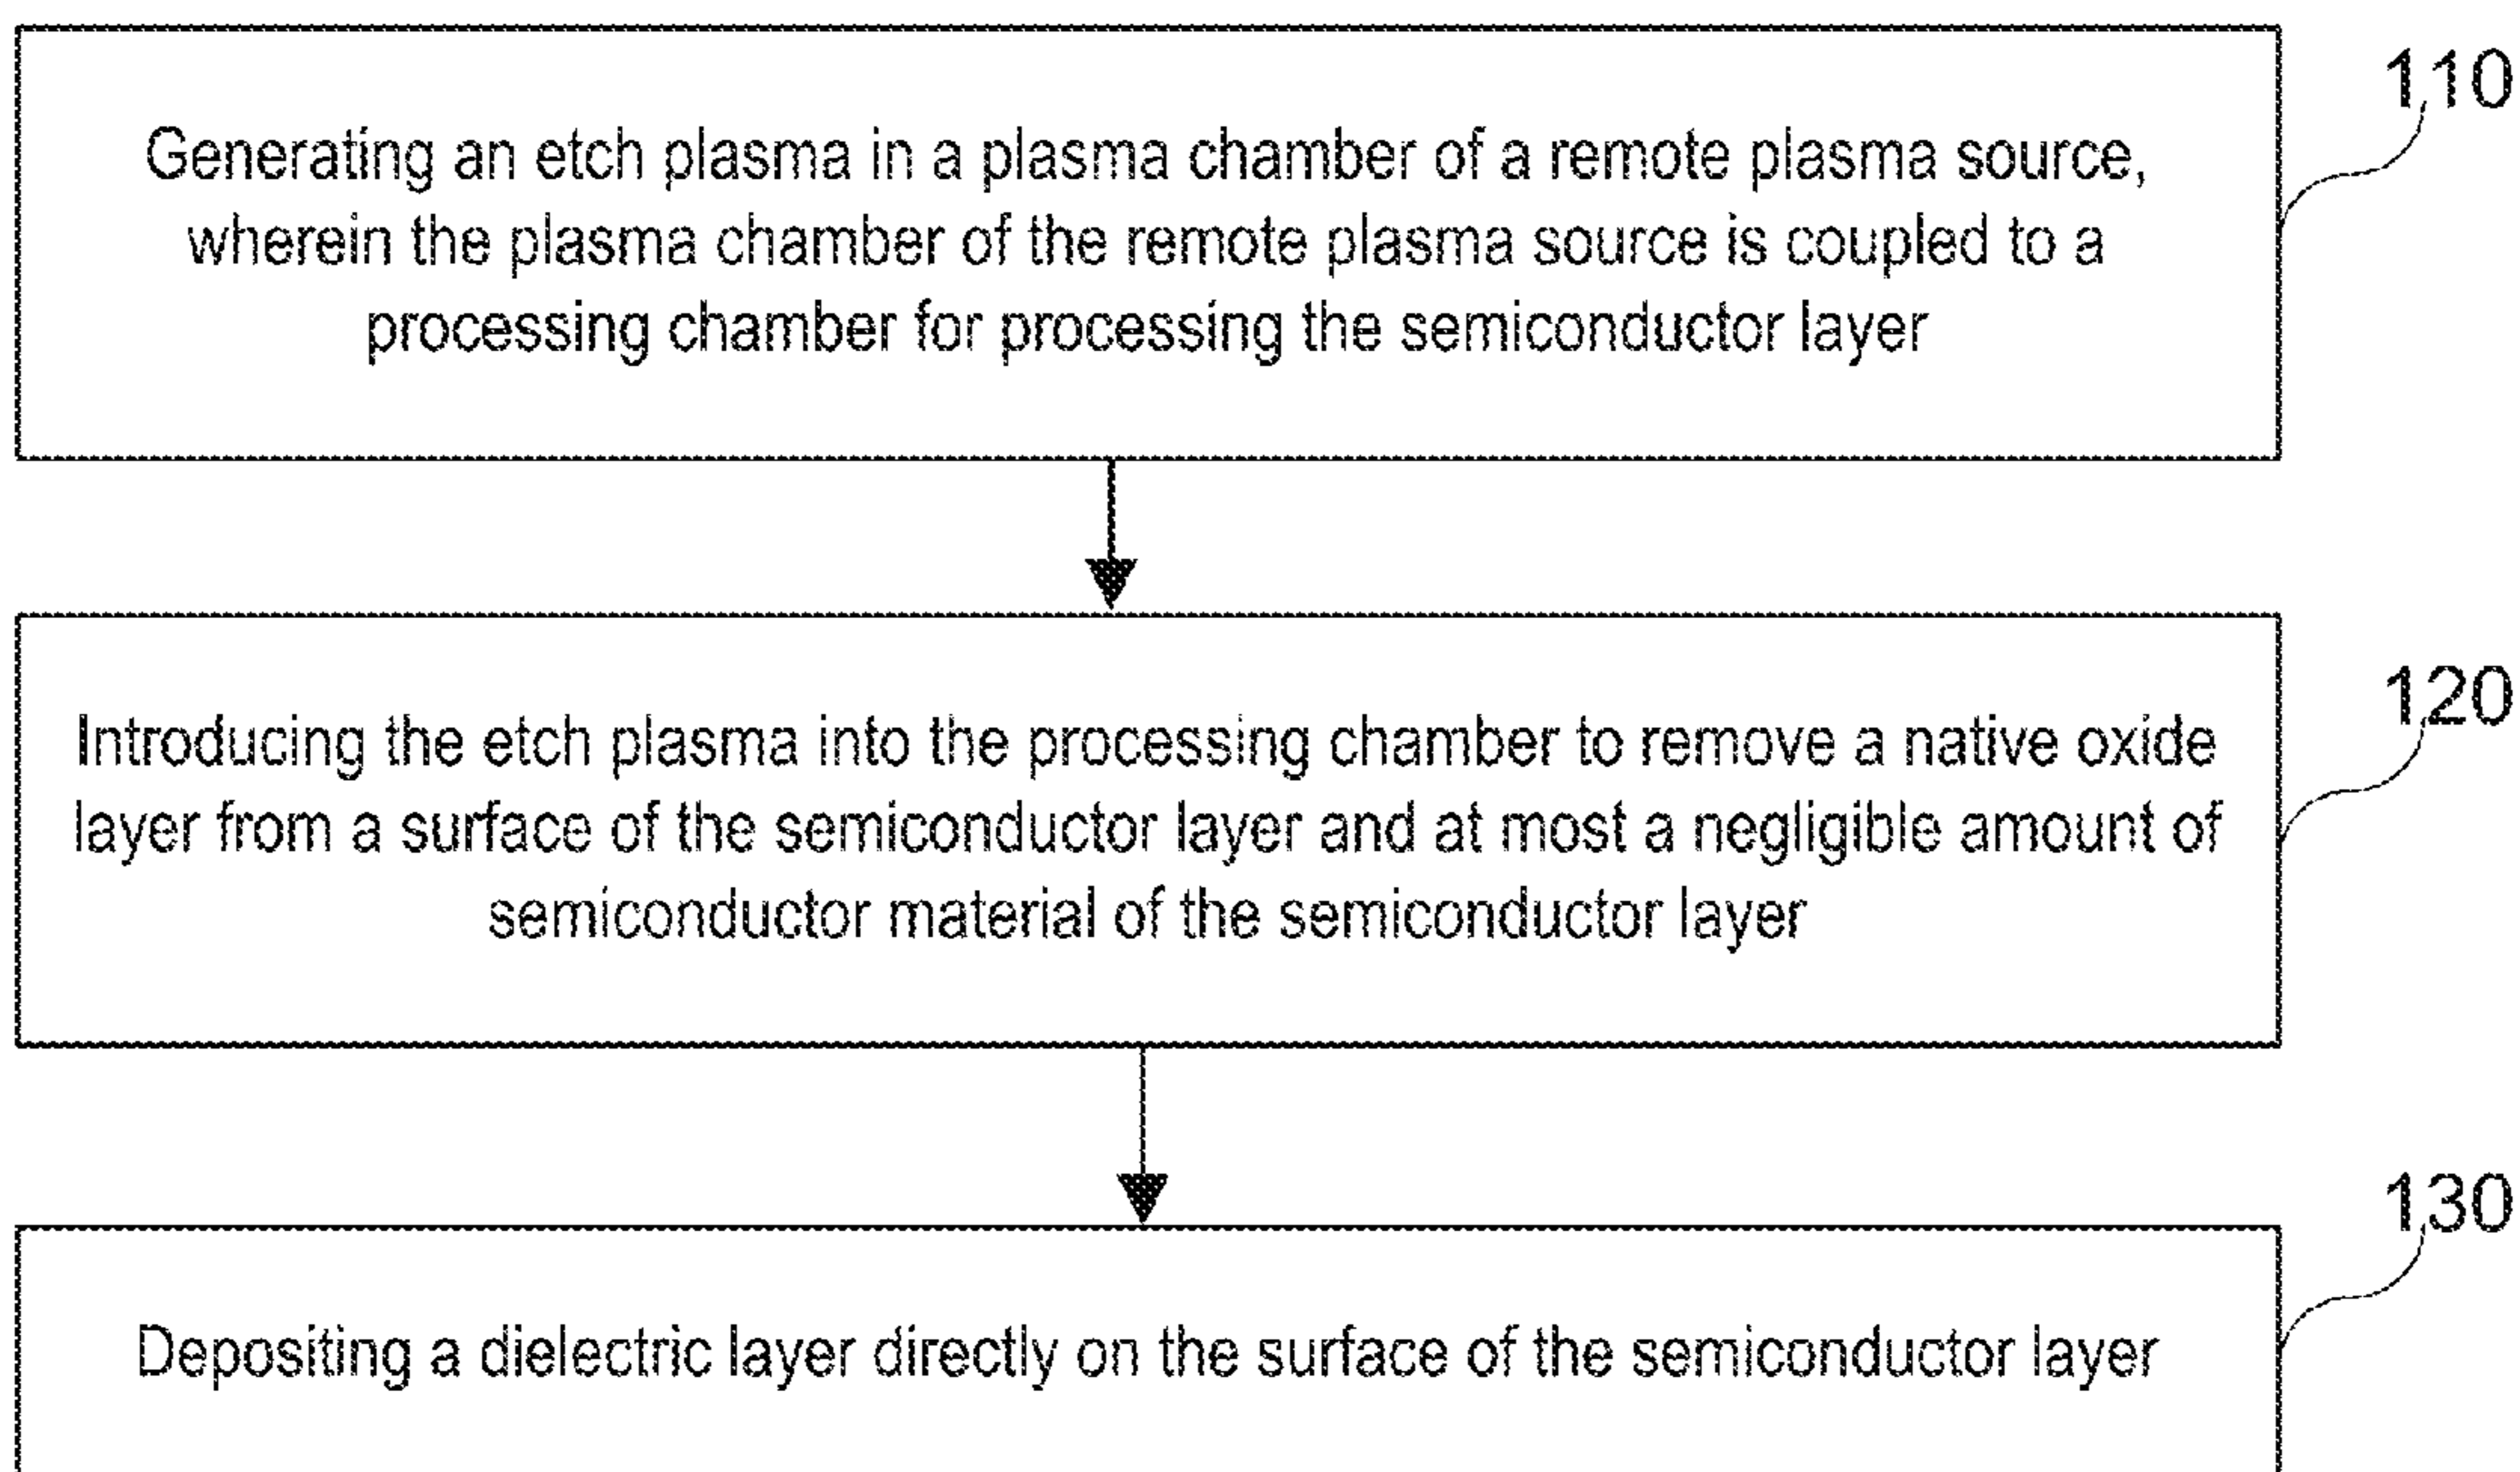 110
Generating an etch plasma in a plasma chamber of a remote plasma source,
wherein the plasma chamber of the remote plasma source is coupled to a
processing chamber for processing the semiconductor layer
120
Introducing the etch plasma into the processing chamber to remove a native oxide
layer from a surface of the semiconductor layer and at most a negligible amount of
semiconductor material of the semiconductor layer
130
Depositing a dielectric layer directly on the surface of the semiconductor layer